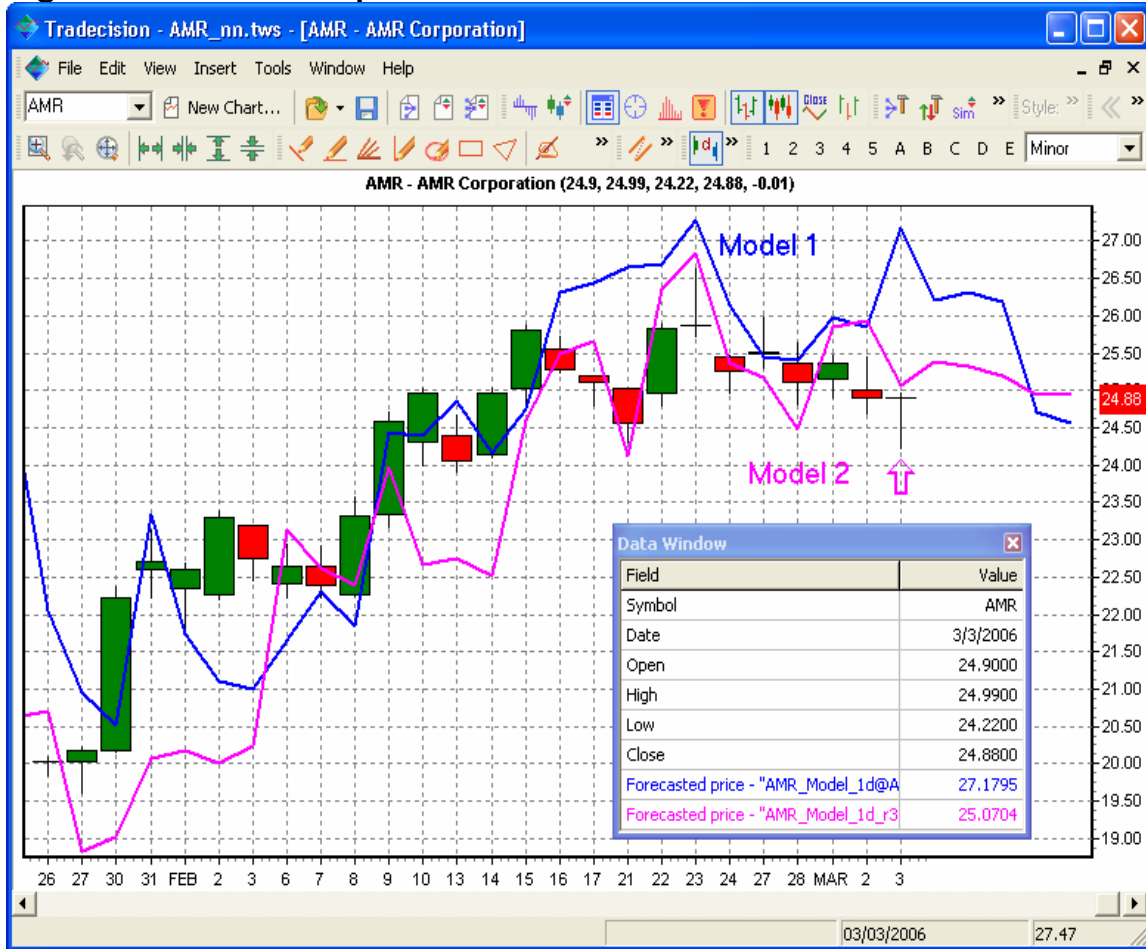 Tradecision - AMR_nn.tws - [AMR - AMR Corporation]
File Edit View Insert Tools Window Help
AMR New Chart... Close Sim Style:
1 2 3 4 5 A B C D E Minor
AMR - AMR Corporation (24.9, 24.99, 24.22, 24.88, -0.01)
Model 1
Model 2
27.00
26.50
26.00
25.50
24.88
24.50
24.00
23.50
23.00
22.50
22.00
21.50
21.00
20.50
20.00
19.50
19.00
Data Window
Field Value
Symbol AMR
Date 3/3/2006
Open 24.9000
High 24.9900
Low 24.2200
Close 24.8800
Forecasted price - "AMR_Model_1d@A 27.1795
Forecasted price - "AMR_Model_1d_r3 25.0704
26 27 30 31 FEB 2 3 6 7 8 9 10 13 14 15 16 17 21 22 23 24 27 28 MAR 2 3
03/03/2006 27.47